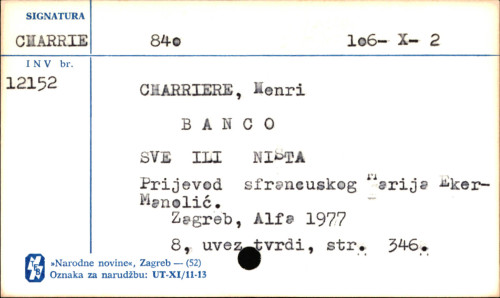 SIGNATURA
CHARRIE 840 106- X- 2
INV br.
12152
CHARRIERE, Henri
BANCO
SVE ILI NIŠTA
Prijevod sfrancuskog Marija Eker-
Manolić.
Zagreb, Alfa 1977
8, uvez tvrdi, str. 346.
»Narodne novine«, Zagreb — (52)
Oznaka za narudžbu: UT-XI/11-13